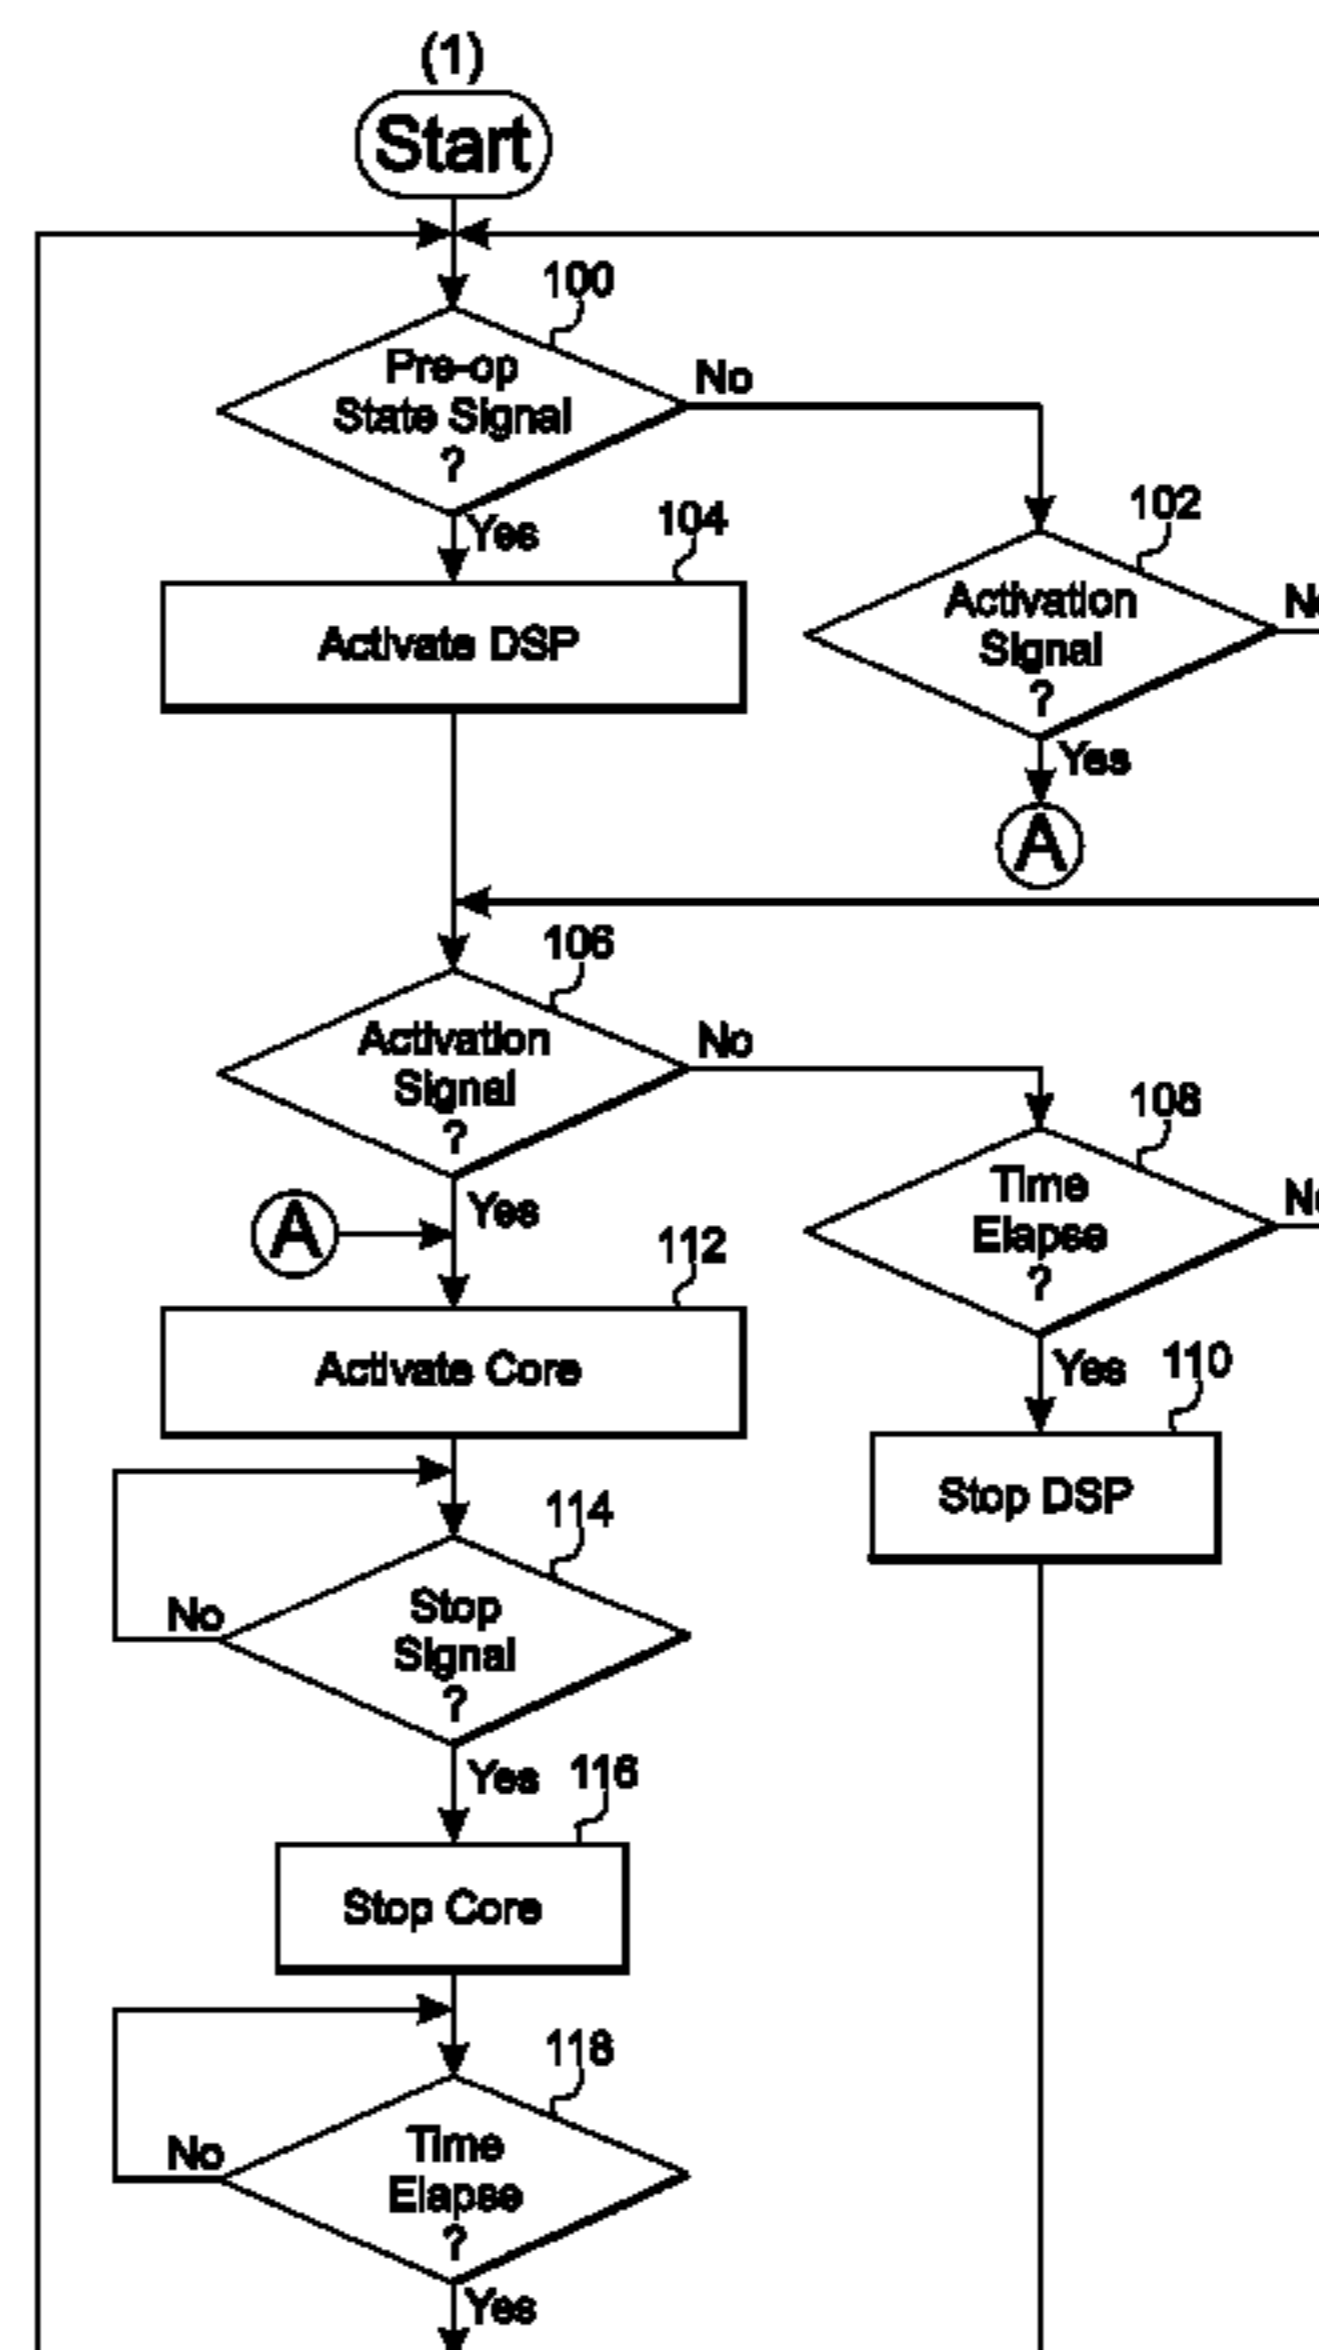 (1)
Start
100
Pre-op
State Signal
?
No
Yes
104
Activate DSP
102
Activation
Signal
?
No
Yes
A
106
Activation
Signal
?
No
Yes
A
108
Time
Elapse
?
No
Yes
110
Stop DSP
112
Activate Core
114
Stop
Signal
?
No
Yes
116
Stop Core
118
Time
Elapse
?
No
Yes